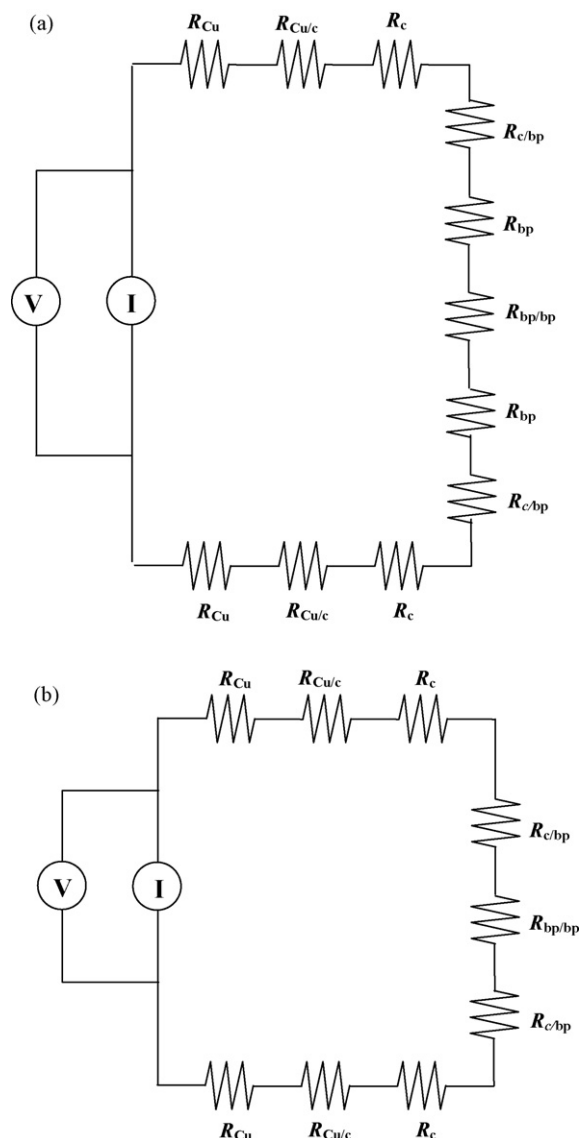 (a)
R_Cu R_Cu/c R_c
R_c/bp
R_bp
V I R_bp/bp
R_bp
R_c/bp
R_Cu R_Cu/c R_c
(b)
R_Cu R_Cu/c R_c
R_c/bp
V I R_bp/bp
R_c/bp
R_Cu R_Cu/c R_c